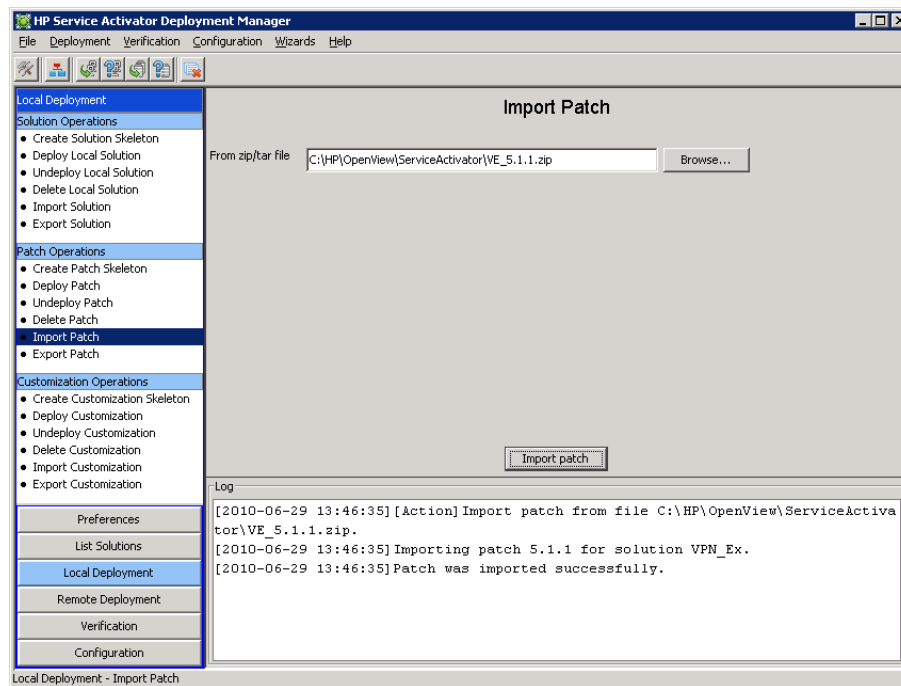 HP Service Activator Deployment Manager
File Deployment Verification Configuration Wizards Help
Local Deployment
Solution Operations
Create Solution Skeleton
Deploy Local Solution
Undeploy Local Solution
Delete Local Solution
Import Solution
Export Solution
Patch Operations
Create Patch Skeleton
Deploy Patch
Undeploy Patch
Delete Patch
Import Patch
Export Patch
Customization Operations
Create Customization Skeleton
Deploy Customization
Undeploy Customization
Delete Customization
Import Customization
Export Customization
Preferences
List Solutions
Local Deployment
Remote Deployment
Verification
Configuration
Import Patch
From zip/tar file C:\HP\OpenView\ServiceActivator\VE_5.1.1.zip Browse...
Import patch
Log
[2010-06-29 13:46:35][Action]Import patch from file C:\HP\OpenView\ServiceActiva
tor\VE_5.1.1.zip.
[2010-06-29 13:46:35]Importing patch 5.1.1 for solution VPN_Ex.
[2010-06-29 13:46:35]Patch was imported successfully.
Local Deployment - Import Patch